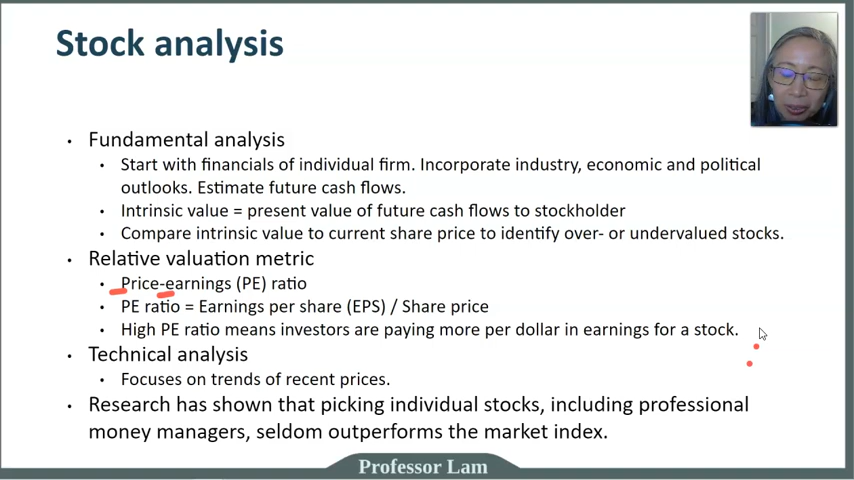 Stock analysis
• Fundamental analysis
• Start with financials of individual firm. Incorporate industry, economic and political
outlooks. Estimate future cash flows.
• Intrinsic value = present value of future cash flows to stockholder
• Compare intrinsic value to current share price to identify over- or undervalued stocks.
• Relative valuation metric
• Price-earnings (PE) ratio
• PE ratio = Earnings per share (EPS) / Share price
• High PE ratio means investors are paying more per dollar in earnings for a stock.
• Technical analysis
• Focuses on trends of recent prices.
• Research has shown that picking individual stocks, including professional
money managers, seldom outperforms the market index.
Professor Lam